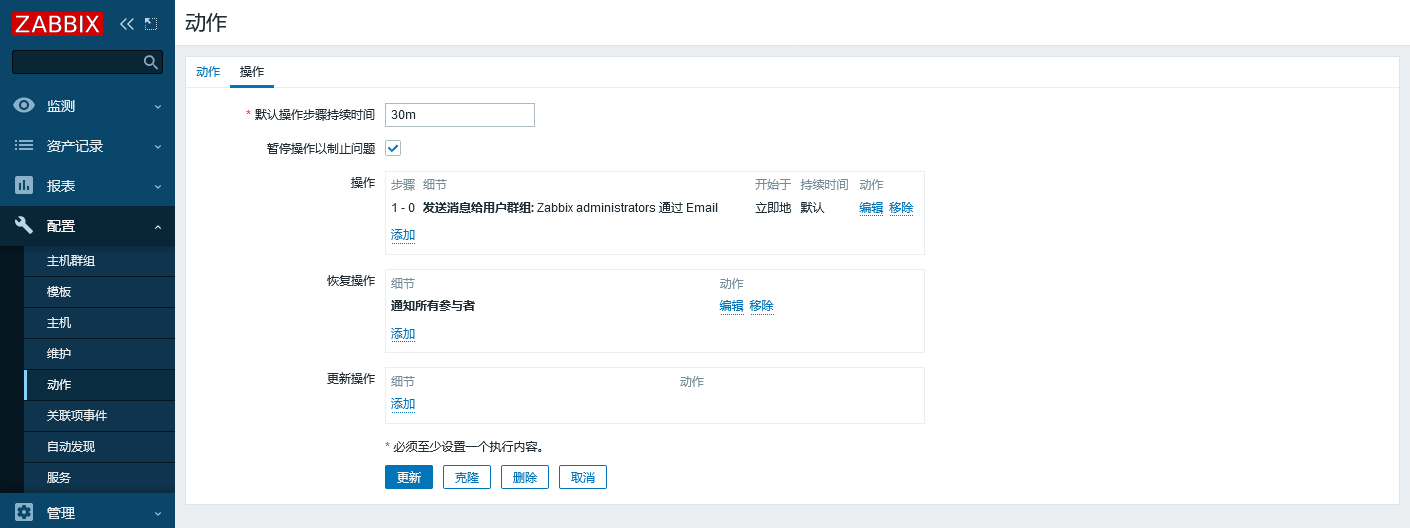 ZABBIX
监测
资产记录
报表
配置
主机群组
模板
主机
维护
动作
关联项事件
自动发现
服务
管理
动作
动作 操作
* 默认操作步骤持续时间 30m
暂停操作以制止问题
操作 步骤 细节 开始于 持续时间 动作
1 - 0 发送消息给用户群组: Zabbix administrators 通过 Email 立即地 默认 编辑 移除
添加
恢复操作 细节 动作
通知所有参与者 编辑 移除
添加
更新操作 细节 动作
添加
* 必须至少设置一个执行内容。
更新 克隆 删除 取消